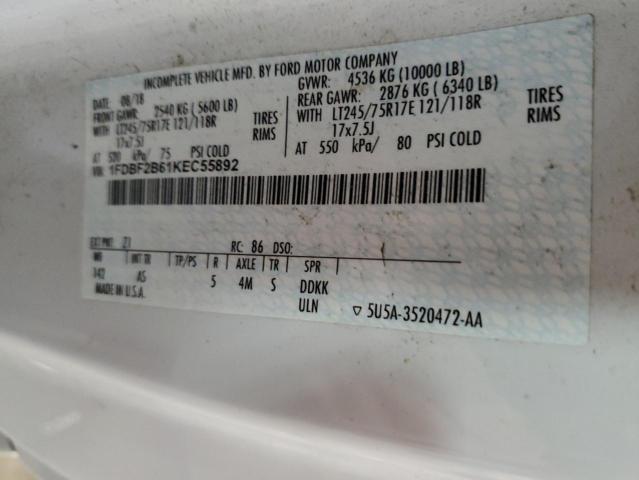 INCOMPLETE VEHICLE MFD. BY FORD MOTOR COMPANY
DATE: 08/18 GVWR: 4536 KG (10000 LB)
FRONT GAWR: 2540 KG (5600 LB) REAR GAWR: 2876 KG (6340 LB)
WITH LT245/75R17E 121/118R TIRES WITH LT245/75R17E 121/118R TIRES
17x7.5J RIMS 17x7.5J RIMS
AT 520 kPa/ 75 PSI COLD AT 550 kPa/ 80 PSI COLD
VIN: 1FDBF2B61KEC55892
EXT PNT: Z1 RC: 86 DSO:
WB INT TR TP/PS R AXLE TR SPR
142 AS 5 4M S DDKK
MADE IN U.S.A. ULN ▽ 5U5A-3520472-AA